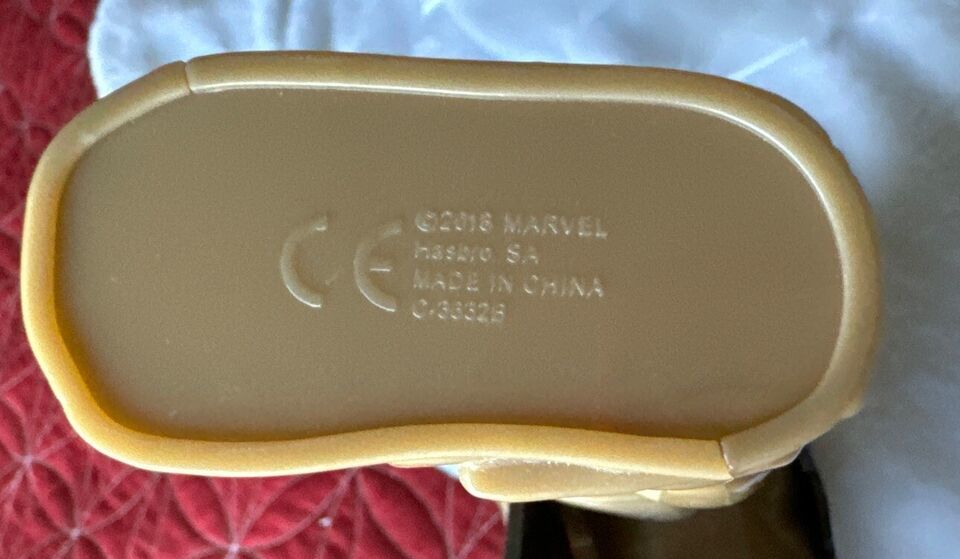 CE
©2018 MARVEL
Hasbro, SA
MADE IN CHINA
C-3332B